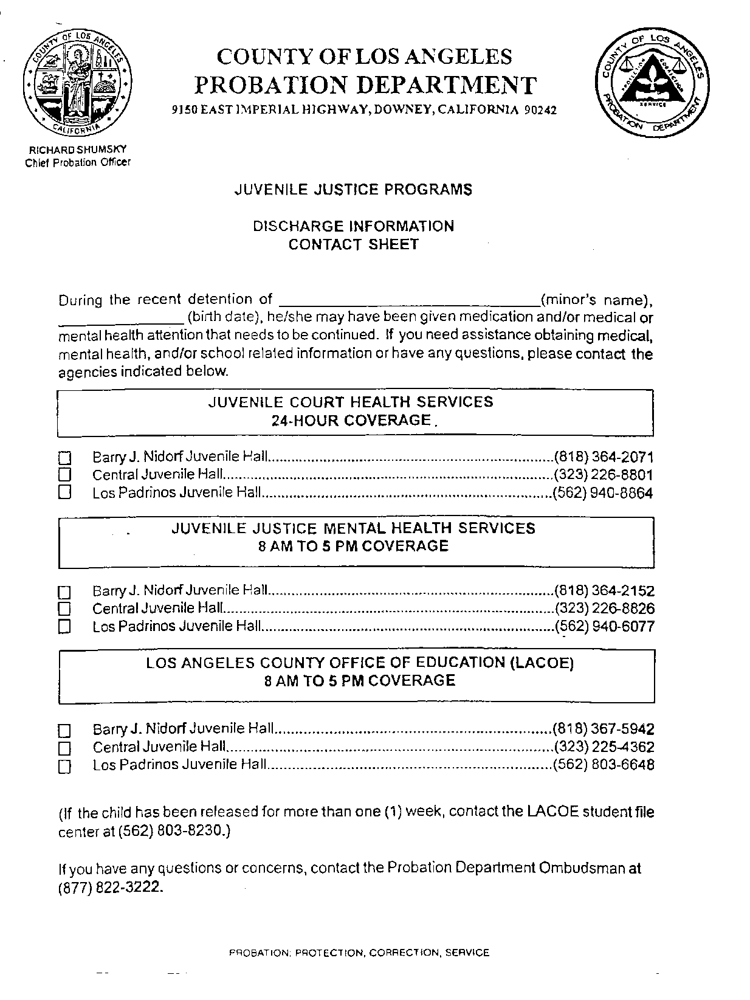 COUNTY OF LOS ANGELES
CALIFORNIA
COUNTY OF LOS ANGELES
PROBATION DEPARTMENT
9150 EAST IMPERIAL HIGHWAY, DOWNEY, CALIFORNIA 90242
COUNTY OF LOS ANGELES
PROBATION DEPARTMENT
PROTECTION CORRECTION
SERVICE
RICHARD SHUMSKY
Chief Probation Officer
JUVENILE JUSTICE PROGRAMS
DISCHARGE INFORMATION
CONTACT SHEET
During the recent detention of ______________________________ (minor's name),
______________ (birth date), he/she may have been given medication and/or medical or
mental health attention that needs to be continued. If you need assistance obtaining medical,
mental health, and/or school related information or have any questions, please contact the
agencies indicated below.
JUVENILE COURT HEALTH SERVICES
24-HOUR COVERAGE.
☐ Barry J. Nidorf Juvenile Hall........................................(818) 364-2071
☐ Central Juvenile Hall........................................(323) 226-8801
☐ Los Padrinos Juvenile Hall........................................(562) 940-8864
JUVENILE JUSTICE MENTAL HEALTH SERVICES
8 AM TO 5 PM COVERAGE
☐ Barry J. Nidorf Juvenile Hall........................................(818) 364-2152
☐ Central Juvenile Hall........................................(323) 226-8826
☐ Los Padrinos Juvenile Hall........................................(562) 940-6077
LOS ANGELES COUNTY OFFICE OF EDUCATION (LACOE)
8 AM TO 5 PM COVERAGE
☐ Barry J. Nidorf Juvenile Hall........................................(818) 367-5942
☐ Central Juvenile Hall........................................(323) 225-4362
☐ Los Padrinos Juvenile Hall........................................(562) 803-6648
(If the child has been released for more than one (1) week, contact the LACOE student file
center at (562) 803-8230.)
If you have any questions or concerns, contact the Probation Department Ombudsman at
(877) 822-3222.
PROBATION: PROTECTION, CORRECTION, SERVICE